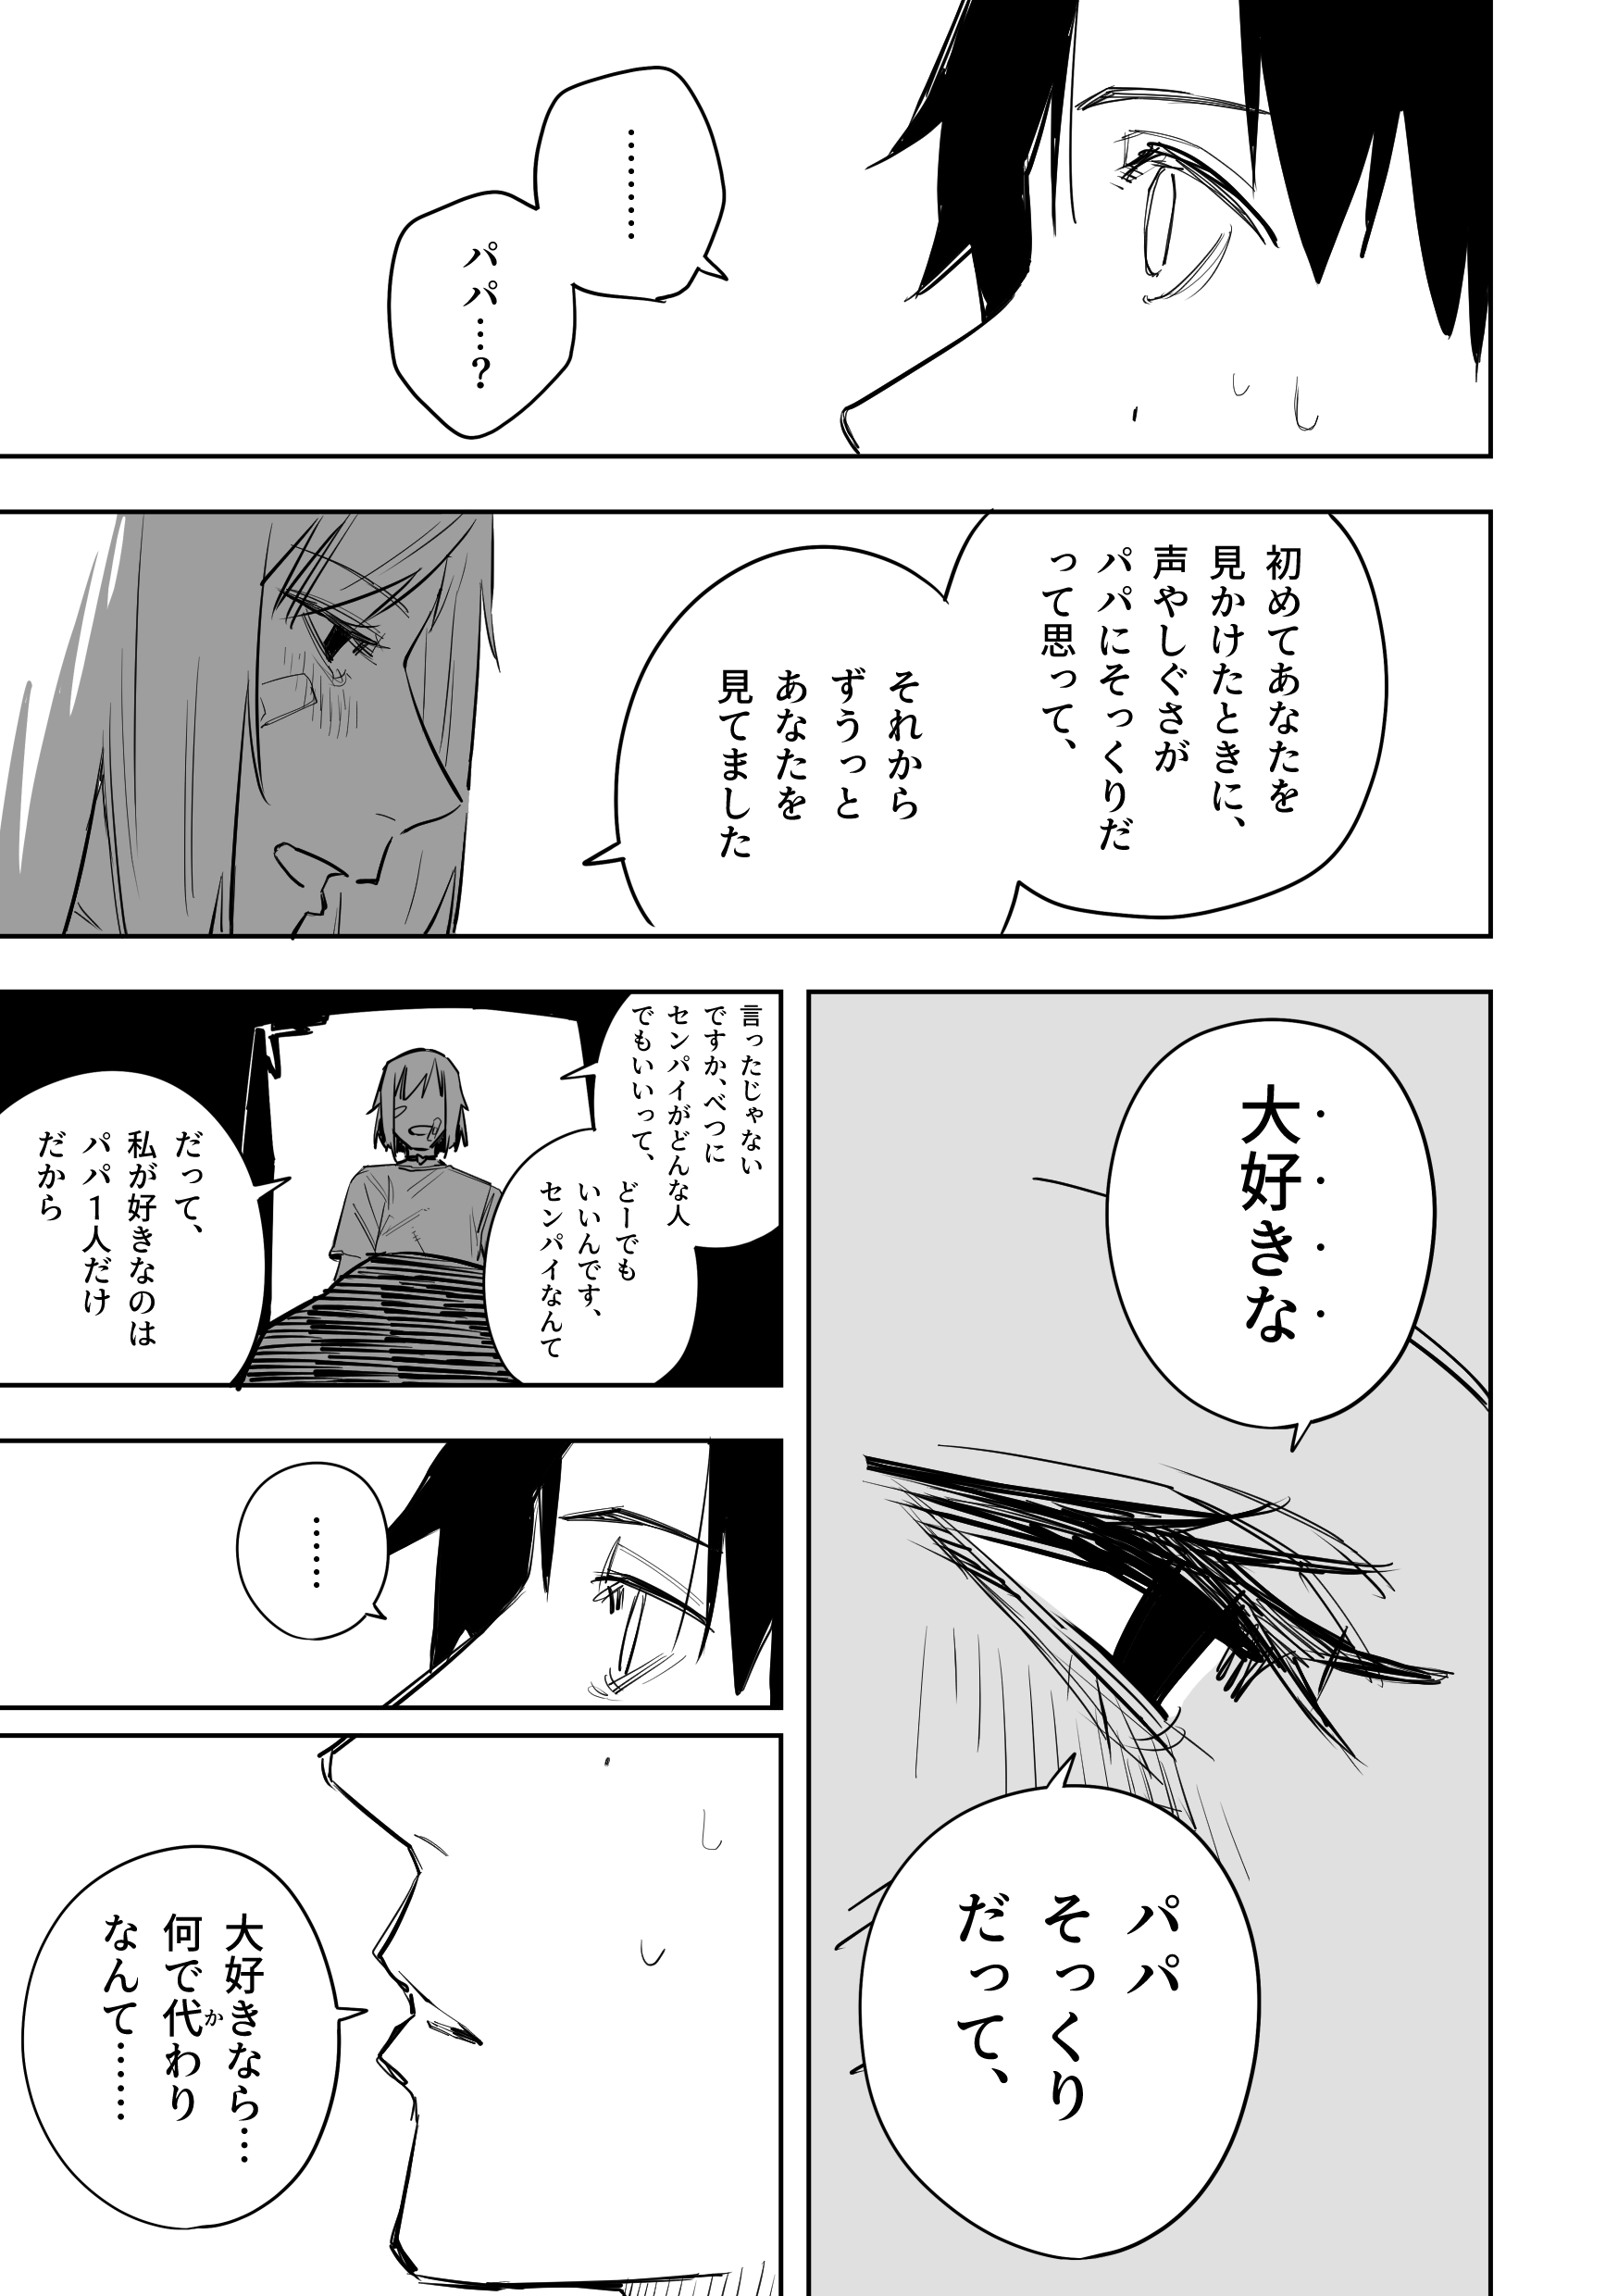 ………
パパ…？
初めてあなたを
見かけたときに、
声やしぐさが
パパにそっくりだ
って思って、
それから
ずうっと
あなたを
見てました
大好きな
パパ
そっくり
だって、
言ったじゃない
ですか、べつに
センパイがどんな人
でもいいって、
どーでも
いいんです、
センパイなんて
だって、
私が好きなのは
パパ１人だけ
だから
……
大好きなら…
何で代わり
か
なんて……